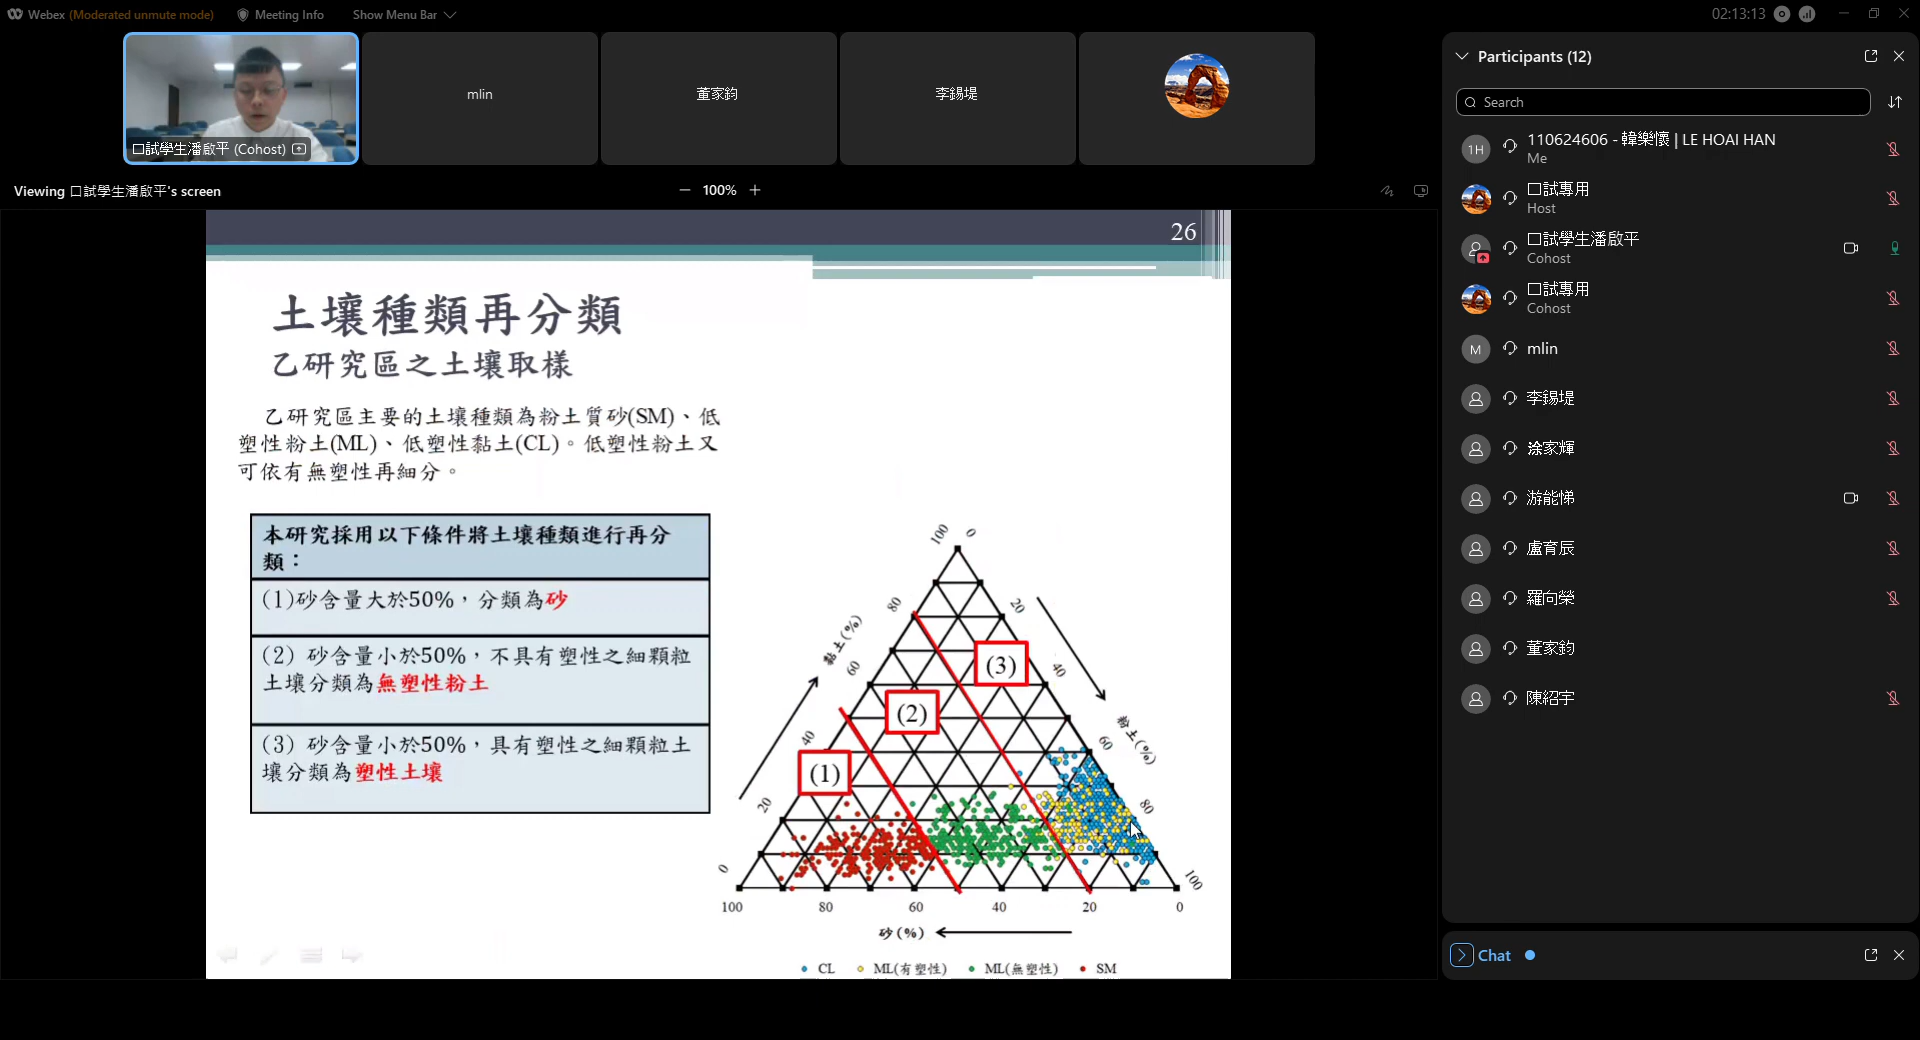 Webex (Moderated unmute mode)
Meeting Info
Show Menu Bar
02:13:13
口試學生潘啟平 (Cohost)
mlin
董家鈞
李錫堤
Viewing 口試學生潘啟平's screen
100%
26
土壤種類再分類
乙研究區之土壤取樣
乙研究區主要的土壤種類為粉土質砂(SM)、低
塑性粉土(ML)、低塑性黏土(CL)。低塑性粉土又
可依有無塑性再細分。
本研究採用以下條件將土壤種類進行再分
類：
(1)砂含量大於50%，分類為砂
(2) 砂含量小於50%，不具有塑性之細顆粒
土壤分類為無塑性粉土
(3) 砂含量小於50%，具有塑性之細顆粒土
壤分類為塑性土壤
100
0
80
20
黏土(%)
60
40
(3)
(2)
粉土(%)
40
60
(1)
20
80
0
100
100
80
60
40
20
0
砂(%)
CL
ML(有塑性)
ML(無塑性)
SM
Participants (12)
Search
1H
110624606 - 韓樂懷 | LE HOAI HAN
Me
口試專用
Host
口試學生潘啟平
Cohost
口試專用
Cohost
M
mlin
李錫堤
涂家輝
游能悌
盧育辰
羅向榮
董家鈞
陳紹宇
Chat